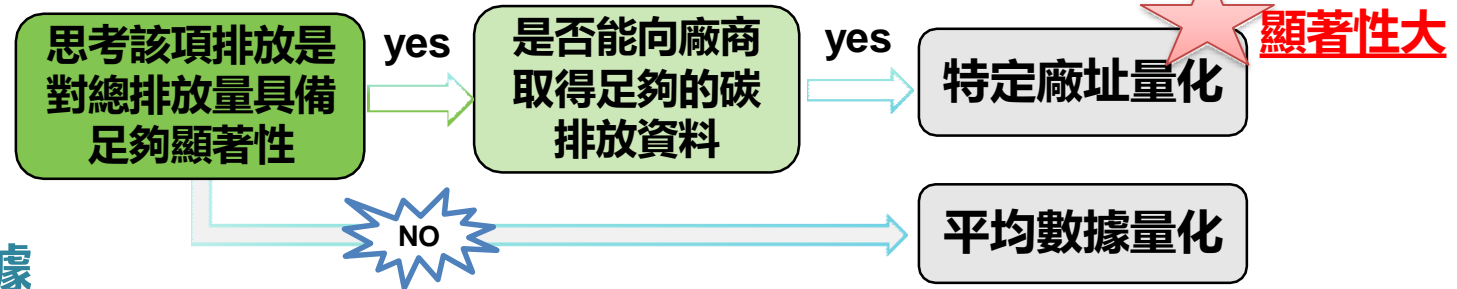 思考該項排放是
對總排放量具備
足夠顯著性
yes
是否能向廠商
取得足夠的碳
排放資料
yes
特定廠址量化
顯著性大
NO
平均數據量化
據